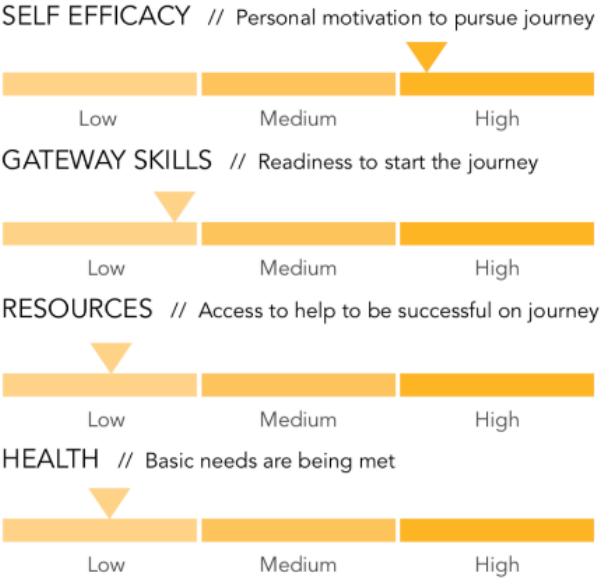 SELF EFFICACY // Personal motivation to pursue journey
Low Medium High
GATEWAY SKILLS // Readiness to start the journey
Low Medium High
RESOURCES // Access to help to be successful on journey
Low Medium High
HEALTH // Basic needs are being met
Low Medium High